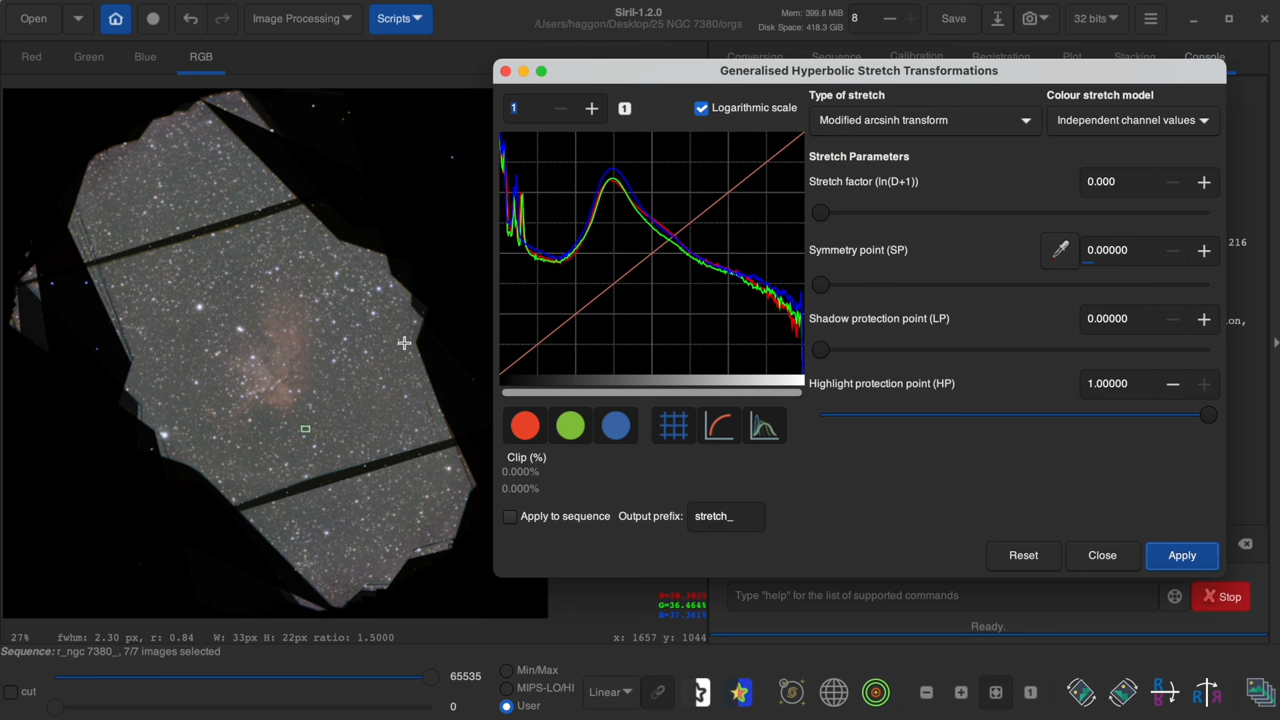 Open
Image Processing
Scripts
Siril-1.2.0
/Users/haggon/Desktop/25 NGC 7380/orgs
Mem: 399.6 MiB
Disk Space: 418.3 GiB
8
Save
32 bits
Red
Green
Blue
RGB
Conversion
Sequence
Calibration
Registration
Plot
Stacking
Console
Generalised Hyperbolic Stretch Transformations
1
1
Logarithmic scale
Type of stretch
Colour stretch model
Modified arcsinh transform
Independent channel values
Stretch Parameters
Stretch factor (ln(D+1))
0.000
Symmetry point (SP)
0.00000
Shadow protection point (LP)
0.00000
Highlight protection point (HP)
1.00000
216
on,
Clip (%)
0.000%
0.000%
Apply to sequence
Output prefix:
stretch_
Reset
Close
Apply
Type "help" for the list of supported commands
Stop
G=36.464%
Ready.
27%
fwhm: 2.30 px, r: 0.84
W: 33px H: 22px ratio: 1.5000
x: 1657 y: 1044
Sequence: r_ngc 7380_, 7/7 images selected
65535
cut
0
Min/Max
MIPS-LO/HI
User
Linear
1
R
R
R
R